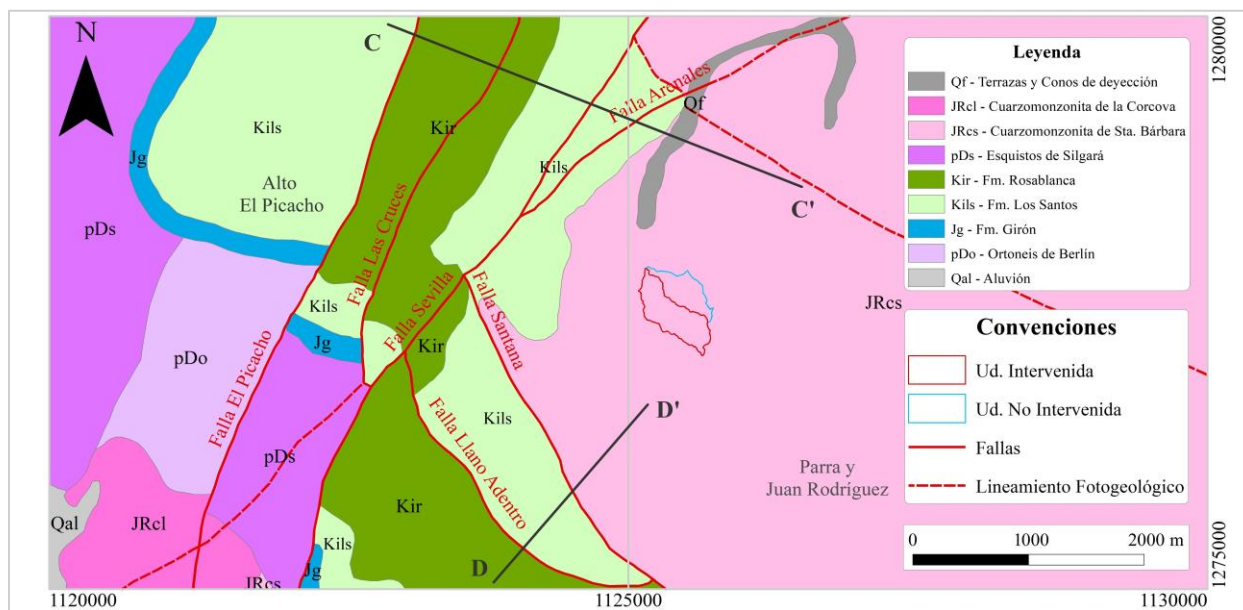 N
C
Kir
Falla Arenales
Qf
Kils
Jg
Kils
Alto
El Picacho
pDs
C'
Falla Las Cruces
Kils
Falla Sevilla
Falla Santana
JRcs
Jg
Kir
pDo
Falla El Picacho
D'
Kils
pDs
Falla Llano Adentro
Parra y
Juan Rodríguez
Kir
Qal
JRcl
Kils
D
Jg
JRcs
Leyenda
Qf - Terrazas y Conos de deyección
JRcl - Cuarzomonzonita de la Corcova
JRcs - Cuarzomonzonita de Sta. Bárbara
pDs - Esquistos de Silgará
Kir - Fm. Rosablanca
Kils - Fm. Los Santos
Jg - Fm. Girón
pDo - Ortoneis de Berlín
Qal - Aluvión
Convenciones
Ud. Intervenida
Ud. No Intervenida
Fallas
Lineamiento Fotogeológico
0 1000 2000 m
1280000
1275000
1120000 1125000 1130000